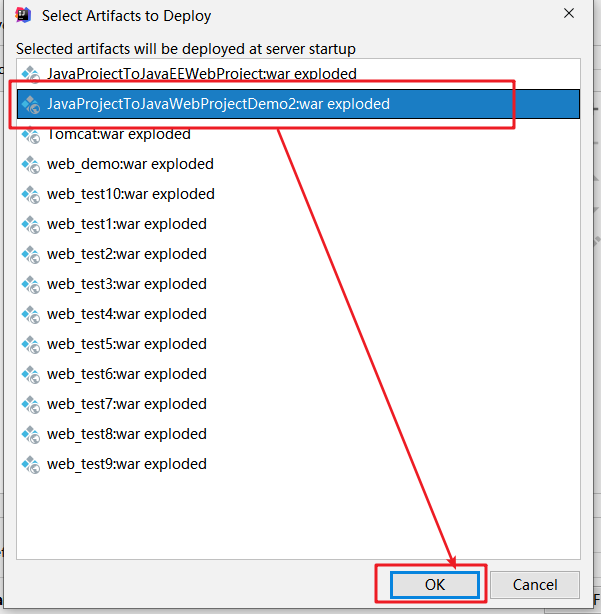 Select Artifacts to Deploy
Selected artifacts will be deployed at server startup
JavaProjectToJavaEEWebProject:war exploded
JavaProjectToJavaWebProjectDemo2:war exploded
Tomcat:war exploded
web_demo:war exploded
web_test10:war exploded
web_test1:war exploded
web_test2:war exploded
web_test3:war exploded
web_test4:war exploded
web_test5:war exploded
web_test6:war exploded
web_test7:war exploded
web_test8:war exploded
web_test9:war exploded
OK
Cancel